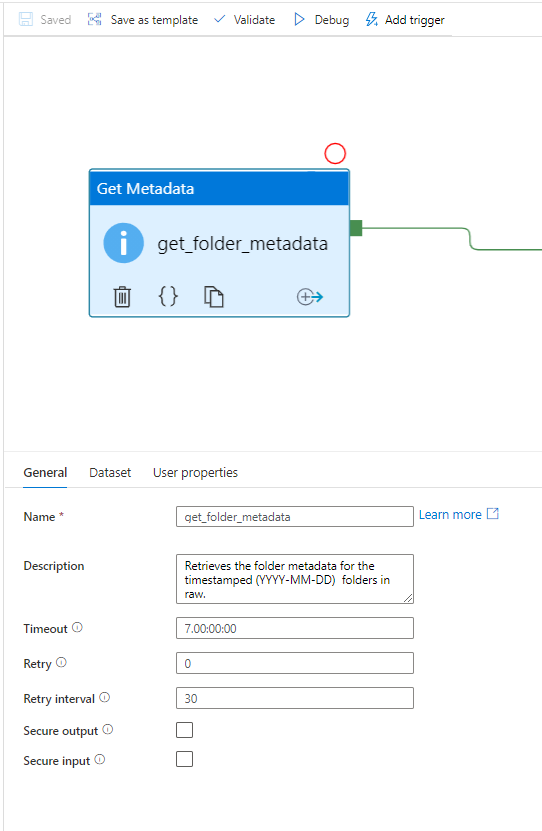 Saved Save as template Validate Debug Add trigger
Get Metadata
get_folder_metadata
{}
General Dataset User properties
Name * get_folder_metadata Learn more
Description Retrieves the folder metadata for the
timestamped (YYYY-MM-DD)  folders in
raw.
Timeout 7.00:00:00
Retry 0
Retry interval 30
Secure output
Secure input